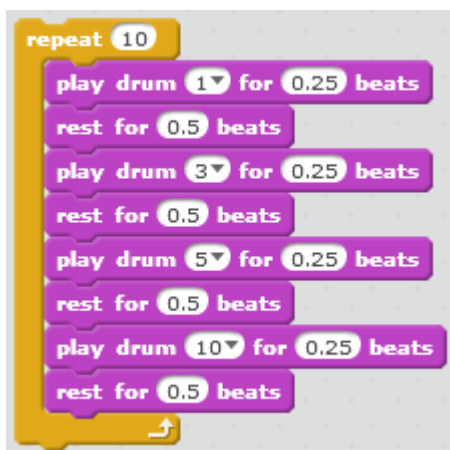 repeat 10
play drum 1 for 0.25 beats
rest for 0.5 beats
play drum 3 for 0.25 beats
rest for 0.5 beats
play drum 5 for 0.25 beats
rest for 0.5 beats
play drum 10 for 0.25 beats
rest for 0.5 beats